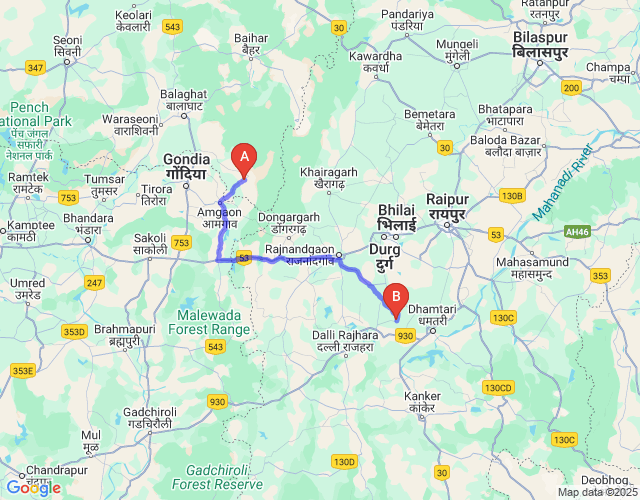 Keolari
केवलारी
543
Seoni
सिवनी
347
Baihar
बैहर
Pandariya
पंडरिया
30
Ratanpur
रतनपुर
Mungeli
मुंगेली
Bilaspur
बिलासपुर
Kawardha
कवर्धा
Champa
चम्पा
200
Balaghat
बालाघाट
Pench
National Park
पेंच जंगल
सफारी
नेशनल पार्क
Waraseoni
वाराशिवनी
Bemetara
बेमेतरा
Bhatapara
भाटापारा
30
Baloda Bazar
बलौदा बाज़ार
A
Gondia
गोंदिया
Khairagarh
खैरागढ़
Ramtek
रामटेक
753
Tumsar
तुमसर
Tirora
तिरोरा
Raipur
रायपुर
130B
Mahanadi River
Amgaon
आमगाँव
Dongargarh
डोंगरगढ़
Bhilai
भिलाई
Kamptee
कामठी
Bhandara
भंडारा
Sakoli
साकोली
753
53
Rajnandgaon
राजनांदगांव
Durg
दुर्ग
53
AH46
Mahasamund
महासमुन्द
353
247
Umred
उमरेड
B
Malewada
Forest Range
Dhamtari
धमतरी
353D
Brahmapuri
ब्रह्मपुरी
543
Dalli Rajhara
दल्ली राजहरा
930
130C
353E
930
Kanker
कांकेर
130CD
Gadchiroli
गडचिरोली
Mul
मूळ
130C
130D
30
Chandrapur
चंद्रपूर
Gadchiroli
Forest Reserve
Deobhog
Google
Map data ©2025